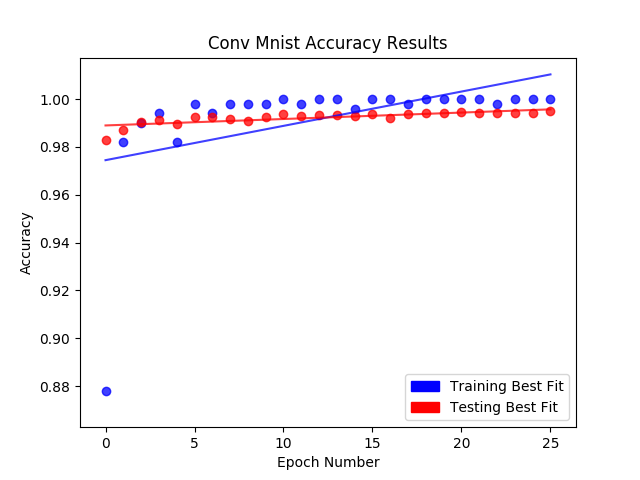 Conv Mnist Accuracy Results
1.00
0.98
0.96
0.94
0.92
0.90
0.88
Accuracy
0 5 10 15 20 25
Epoch Number
Training Best Fit
Testing Best Fit